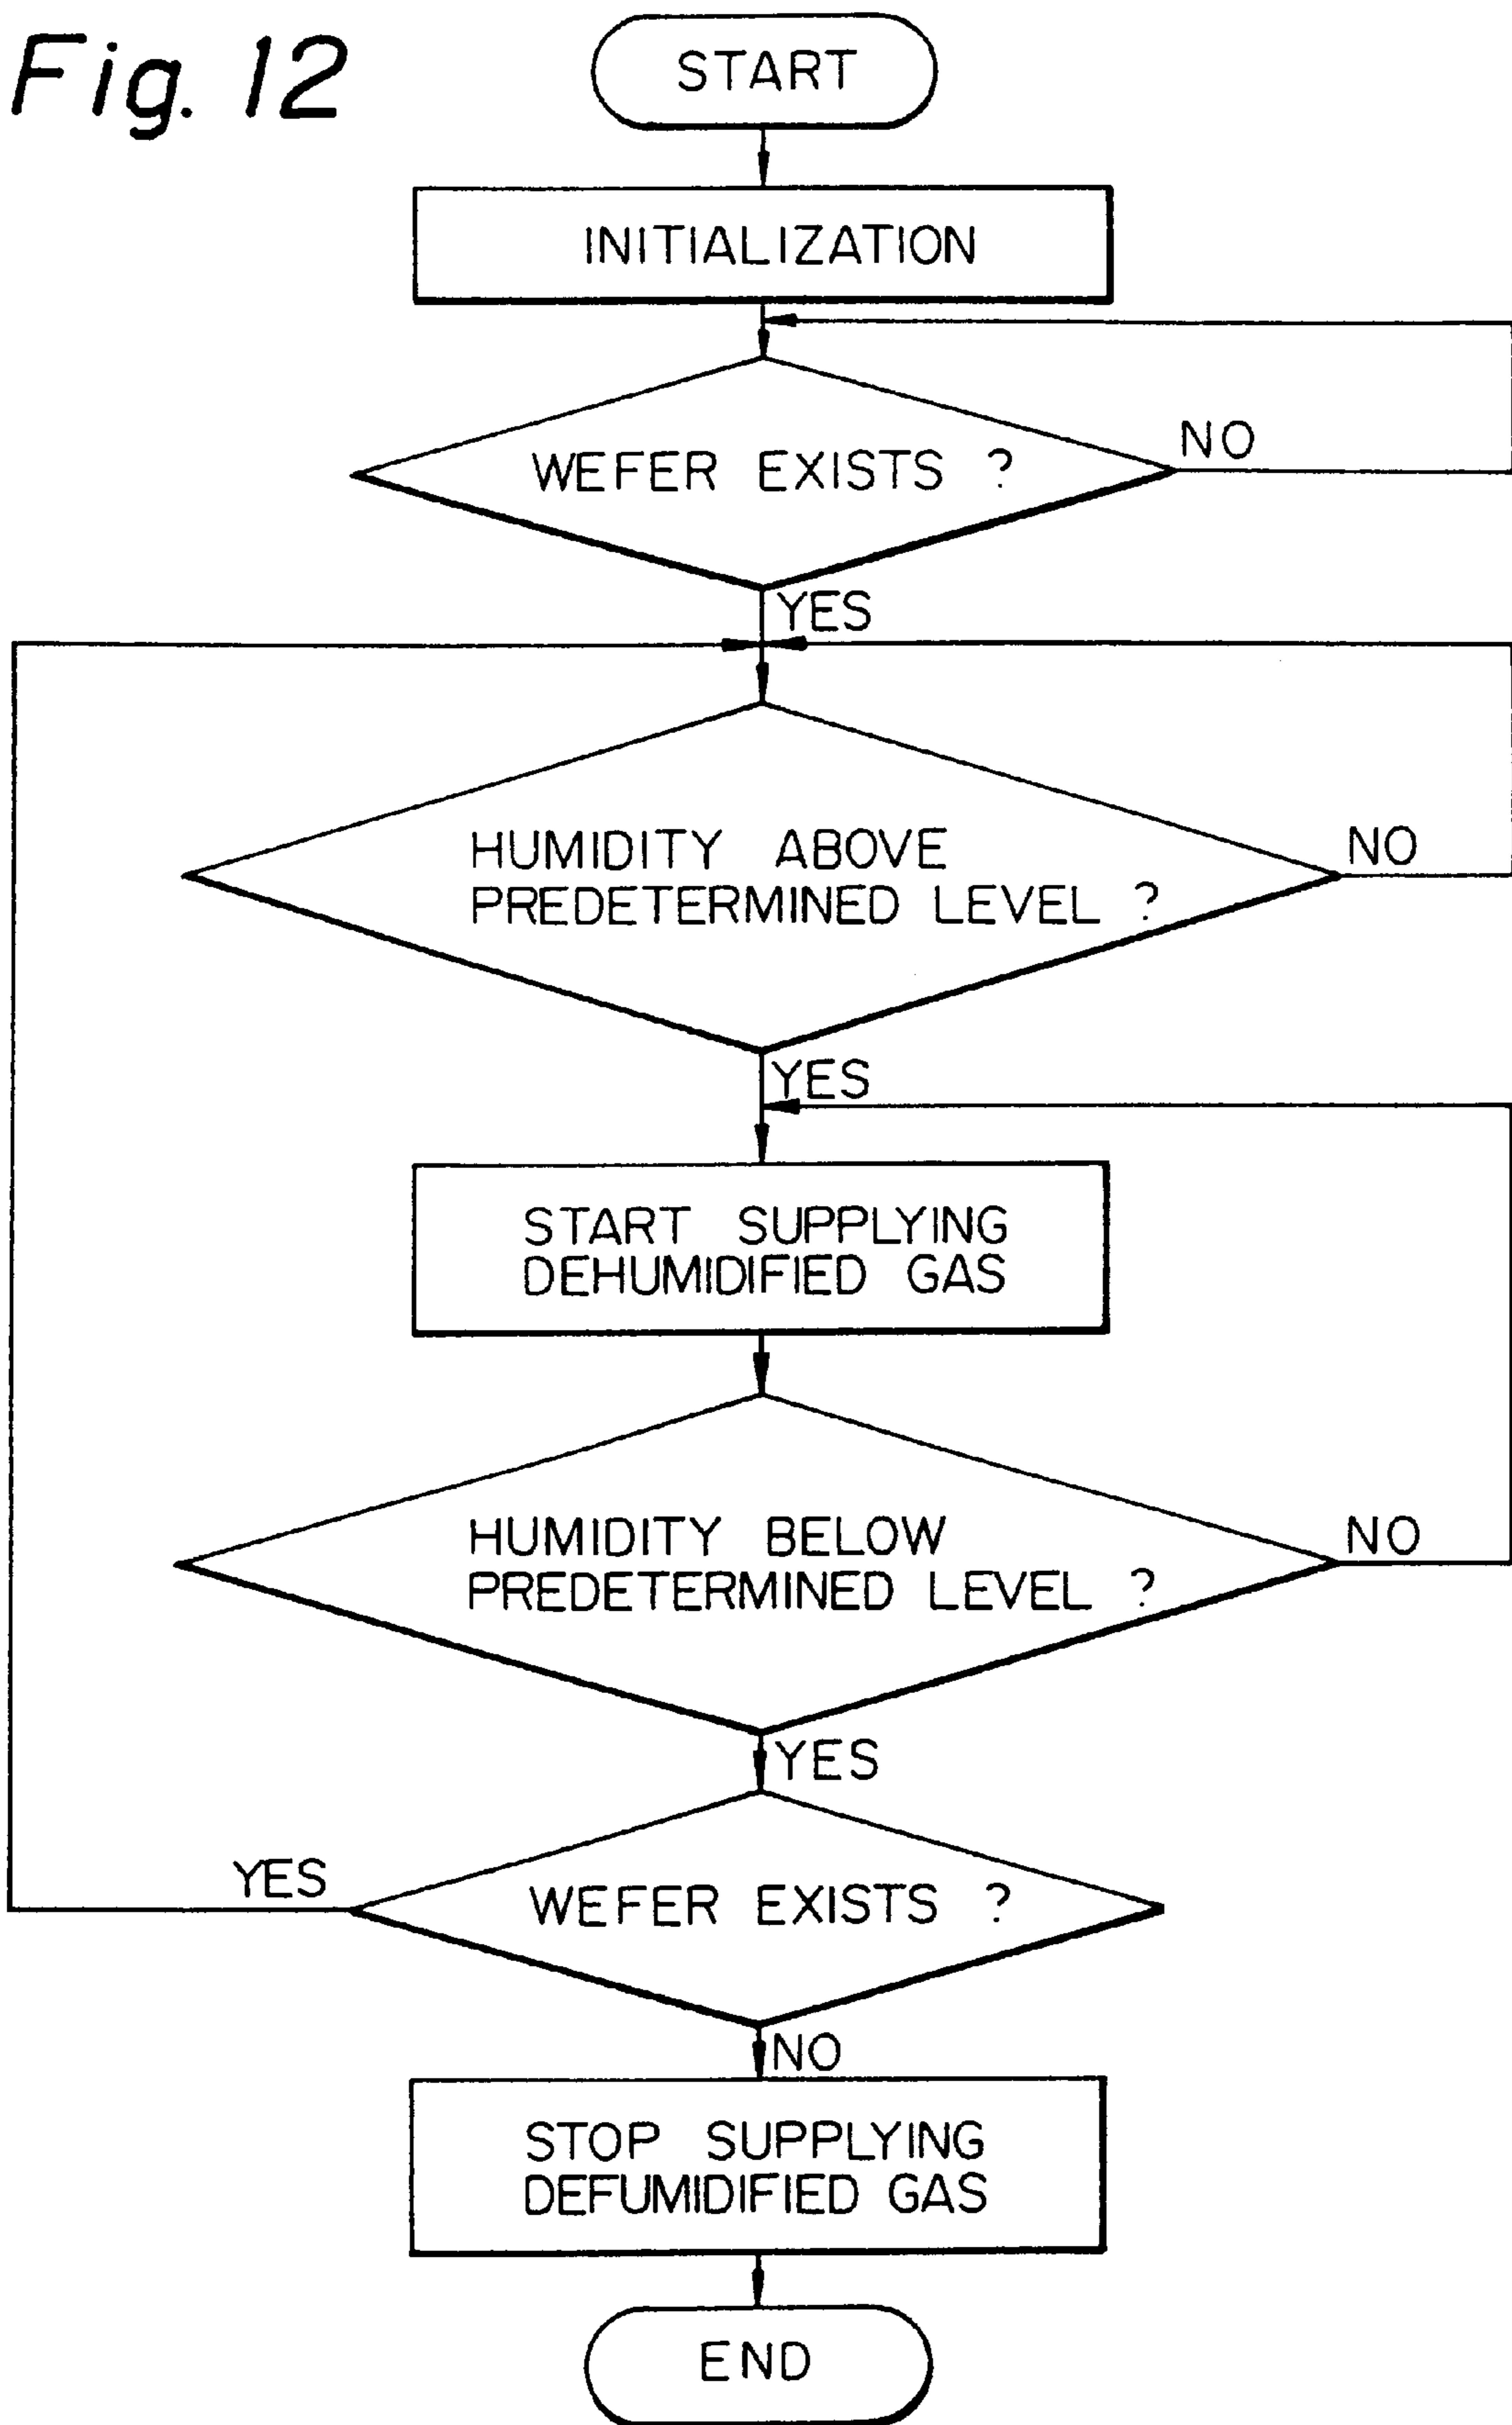 Fig. 12
START
INITIALIZATION
WEFER EXISTS ?
NO
YES
HUMIDITY ABOVE
PREDETERMINED LEVEL ?
NO
YES
START SUPPLYING
DEHUMIDIFIED GAS
HUMIDITY BELOW
PREDETERMINED LEVEL ?
NO
YES
WEFER EXISTS ?
YES
NO
STOP SUPPLYING
DEFUMIDIFIED GAS
END